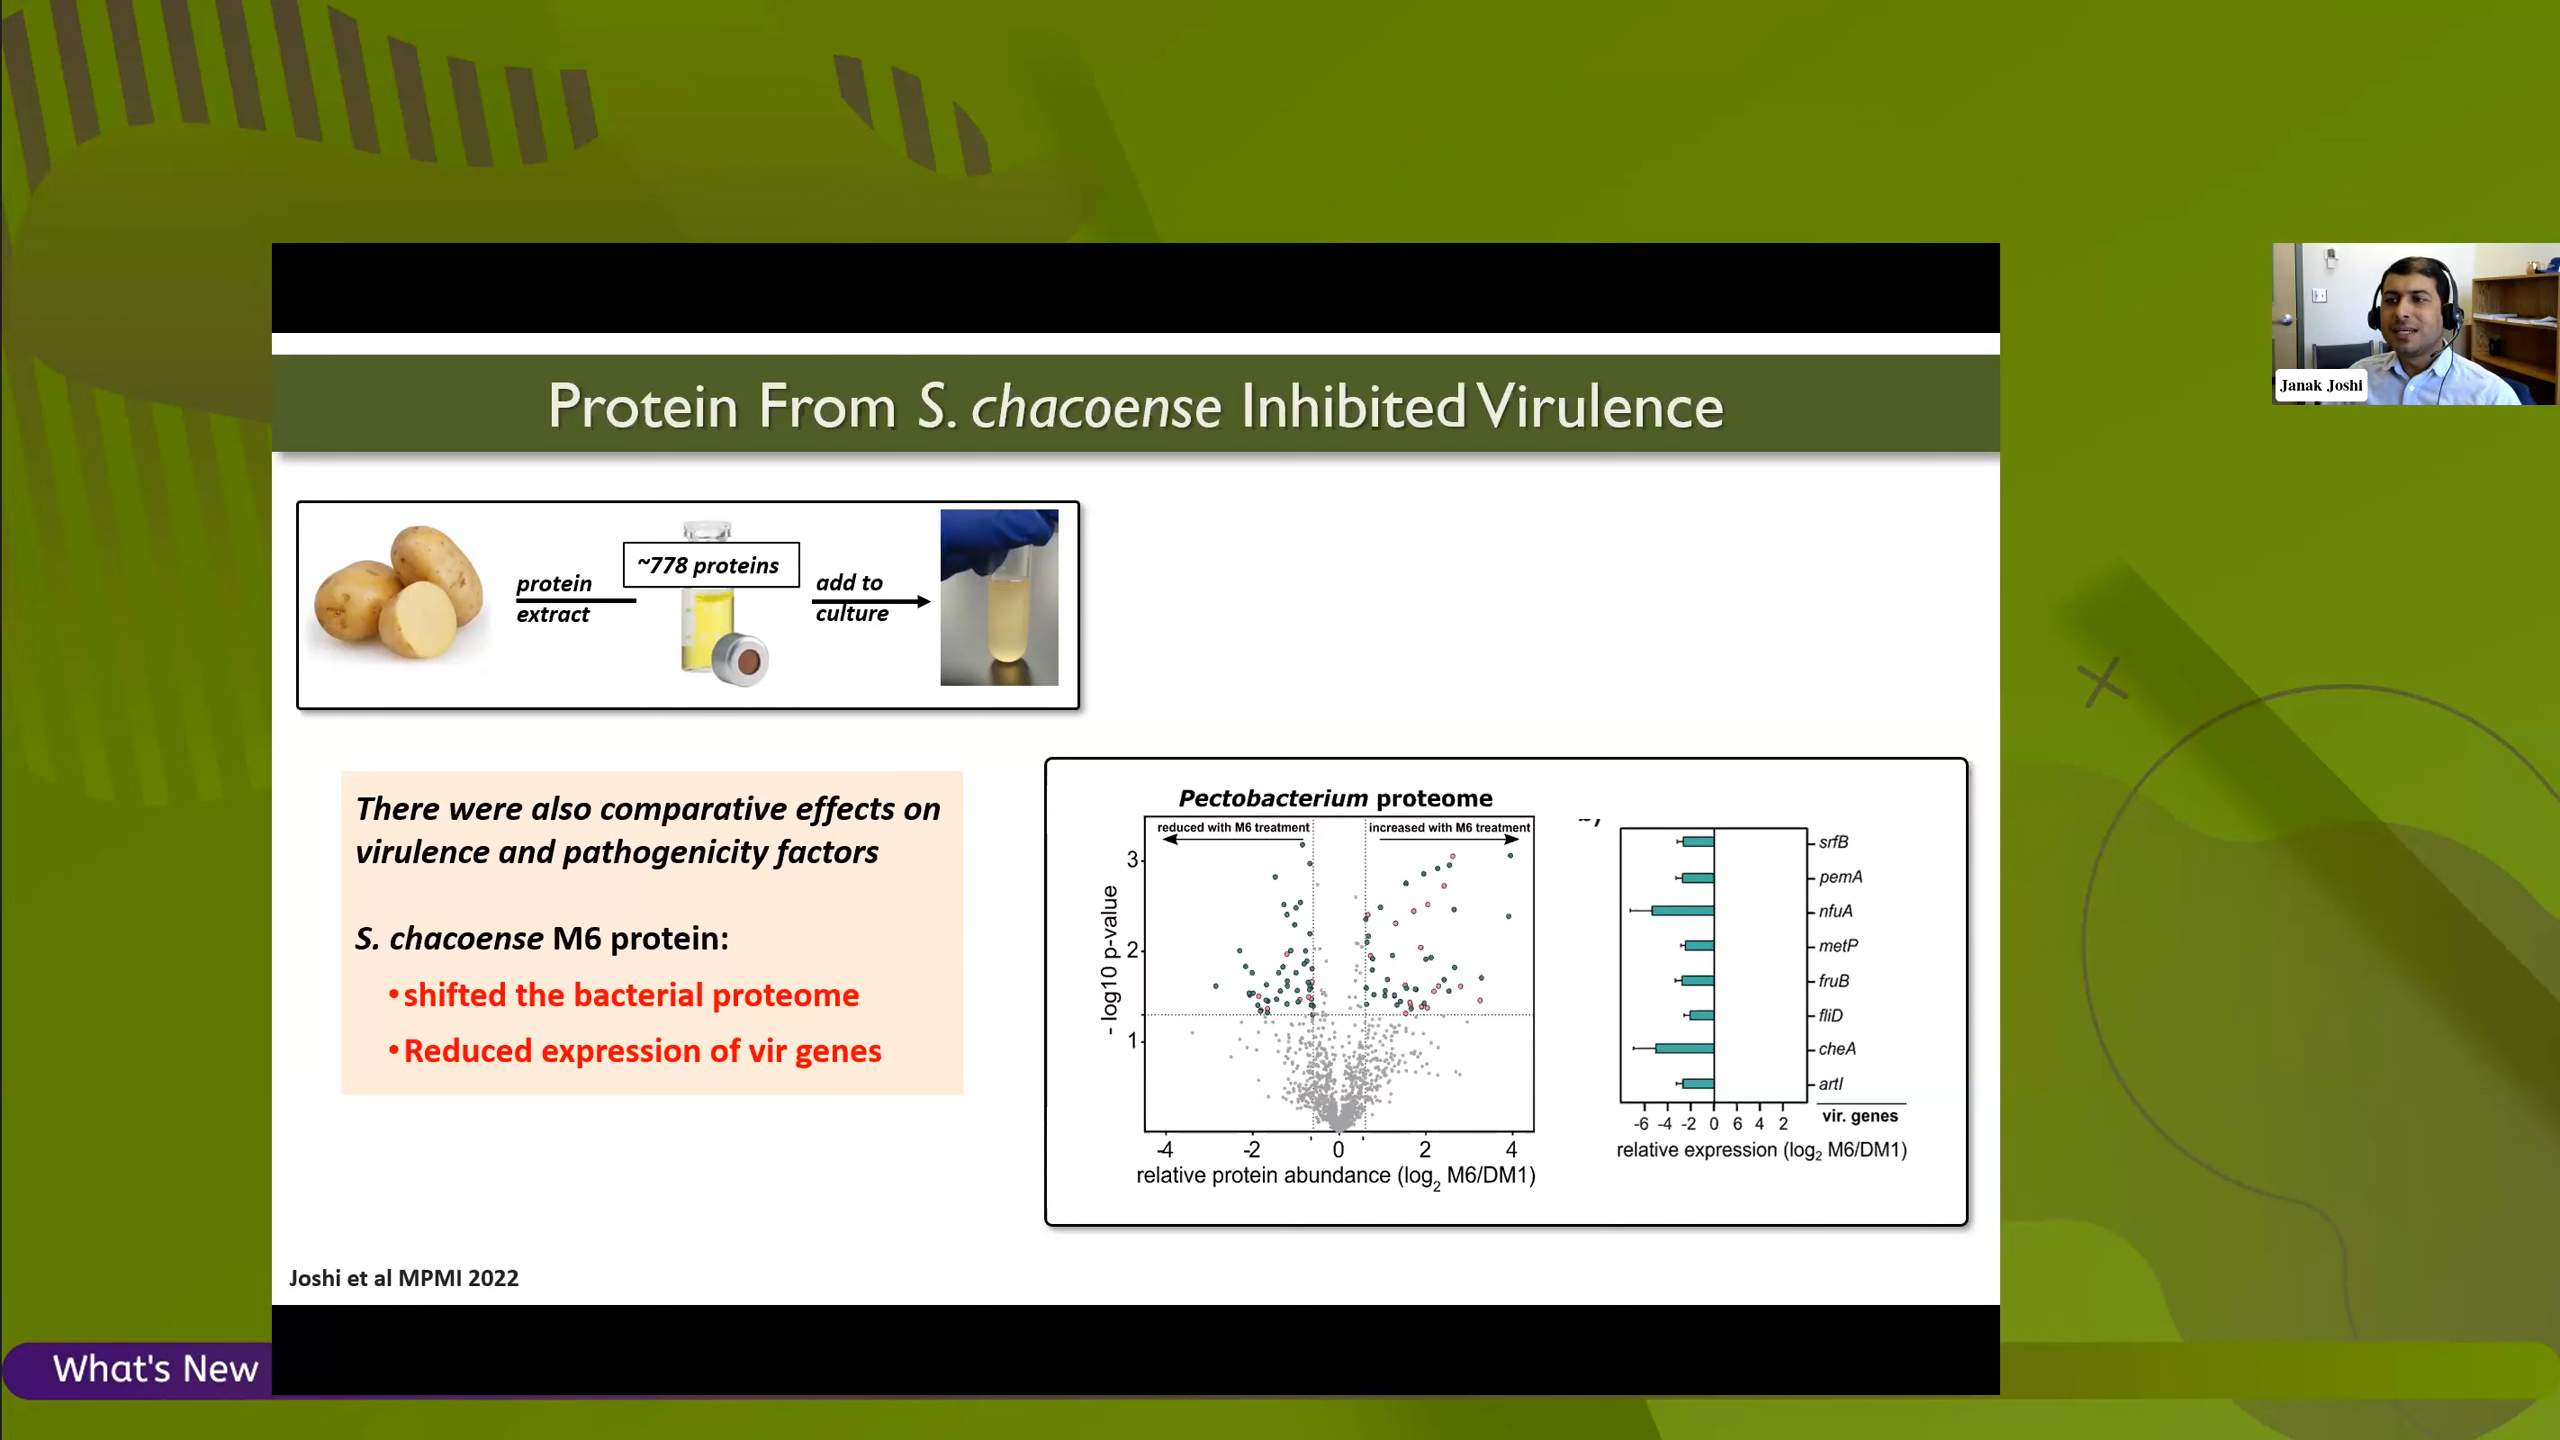 Protein From S. chacoense Inhibited Virulence
Janak Joshi
protein
extract
~778 proteins
add to
culture
There were also comparative effects on
virulence and pathogenicity factors
S. chacoense M6 protein:
•shifted the bacterial proteome
•Reduced expression of vir genes
Pectobacterium proteome
reduced with M6 treatment
increased with M6 treatment
3
2
1
- log10 p-value
-4 -2 0 2 4
relative protein abundance (log2 M6/DM1)
srfB
pemA
nfuA
metP
fruB
fliD
cheA
artI
vir. genes
-6 -4 -2 0 6 4 2
relative expression (log2 M6/DM1)
Joshi et al MPMI 2022
What's New